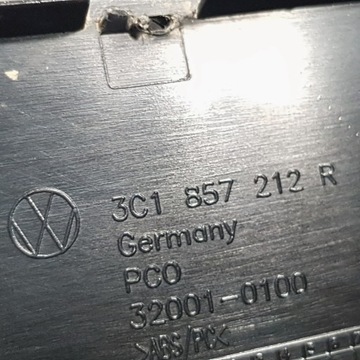 3C1 857 212 R
Germany
PCO
32001-0100
>ABS/PC<